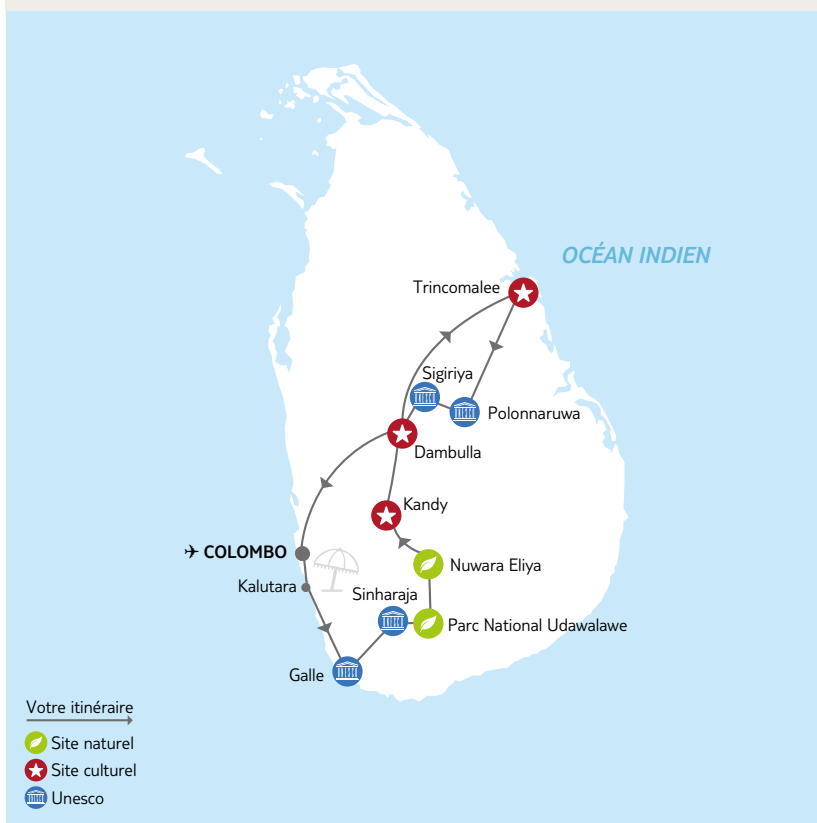 OCÉAN INDIEN
Trincomalee
Sigiriya
Polonnaruwa
Dambulla
Kandy
COLOMBO
Nuwara Eliya
Kalutara
Sinharaja
Parc National Udawalawe
Galle
Votre itinéraire
Site naturel
Site culturel
Unesco